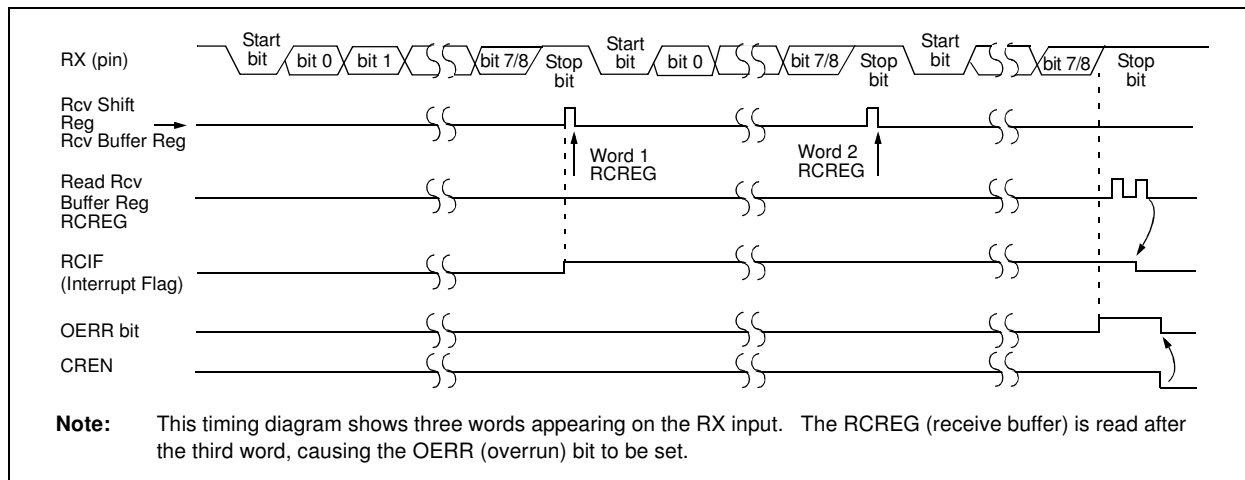 RX (pin)
Start
bit
bit 0
bit 1
bit 7/8
Stop
bit
Start
bit
bit 0
bit 7/8
Stop
bit
Start
bit
bit 7/8
Stop
bit
Rcv Shift
Reg
Rcv Buffer Reg
Word 1
RCREG
Word 2
RCREG
Read Rcv
Buffer Reg
RCREG
RCIF
(Interrupt Flag)
OERR bit
CREN
Note: This timing diagram shows three words appearing on the RX input. The RCREG (receive buffer) is read after
the third word, causing the OERR (overrun) bit to be set.